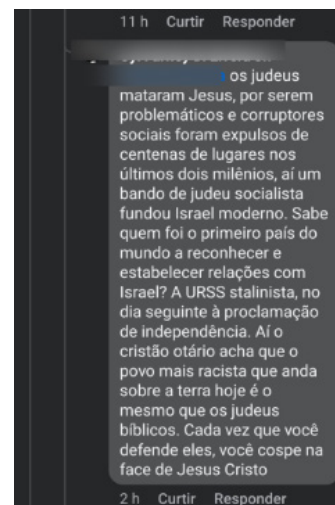 11 h Curtir Responder
os judeus
mataram Jesus, por serem
problemáticos e corruptores
sociais foram expulsos de
centenas de lugares nos
últimos dois milênios, aí um
bando de judeu socialista
fundou Israel moderno. Sabe
quem foi o primeiro país do
mundo a reconhecer e
estabelecer relações com
Israel? A URSS stalinista, no
dia seguinte à proclamação
de independência. Aí o
cristão otário acha que o
povo mais racista que anda
sobre a terra hoje é o
mesmo que os judeus
bíblicos. Cada vez que você
defende eles, você cospe na
face de Jesus Cristo
2 h Curtir Responder